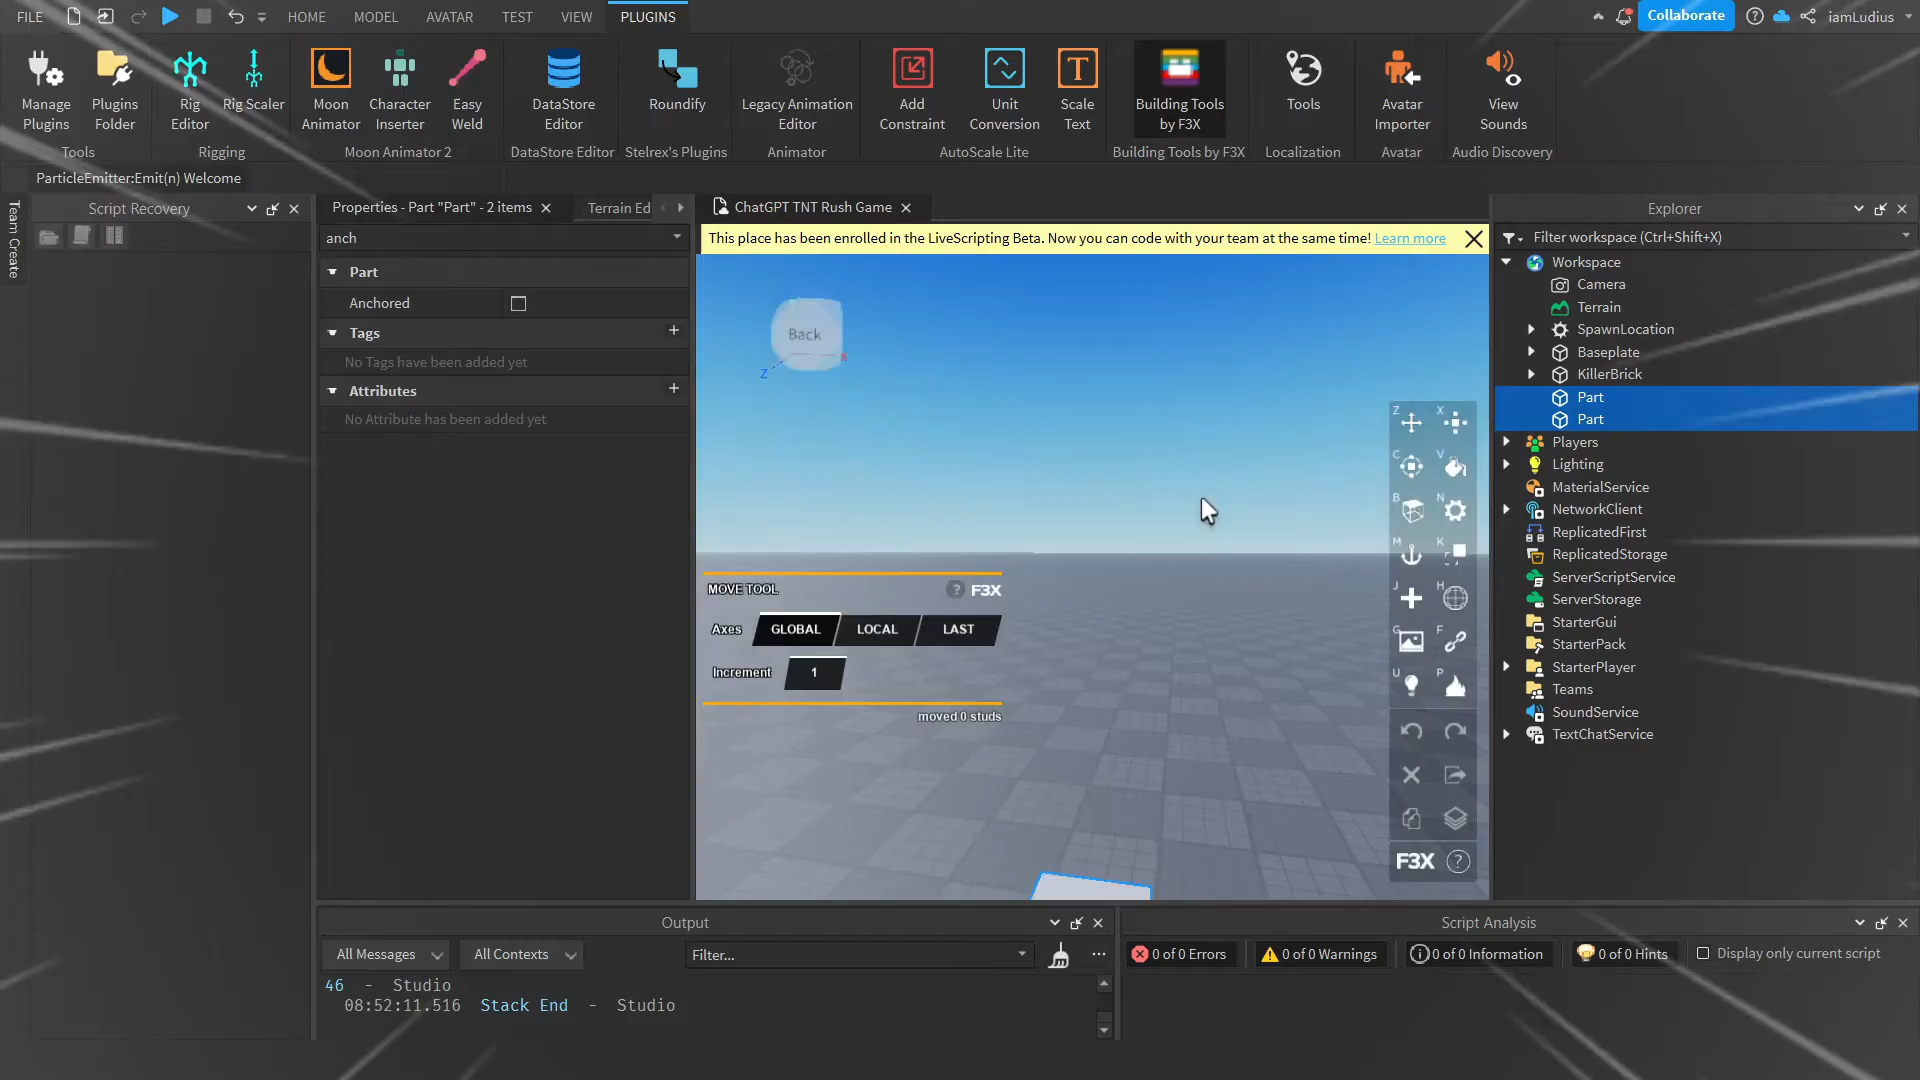 FILE HOME MODEL AVATAR TEST VIEW PLUGINS Collaborate iamLudius
Manage Plugins
Plugins Folder
Tools
Rig Editor
Rig Scaler
Rigging
Moon Animator
Character Inserter
Easy Weld
Moon Animator 2
DataStore Editor
DataStore Editor
Roundify
Stelrex's Plugins
Legacy Animation Editor
Animator
Add Constraint
Unit Conversion
Scale Text
AutoScale Lite
Building Tools by F3X
Building Tools by F3X
Tools
Localization
Avatar Importer
Avatar
View Sounds
Audio Discovery
ParticleEmitter:Emit(n) Welcome
Team Create
Script Recovery
Properties - Part "Part" - 2 items
Terrain Ed
anch
Part
Anchored
Tags
No Tags have been added yet
Attributes
No Attribute has been added yet
ChatGPT TNT Rush Game
This place has been enrolled in the LiveScripting Beta. Now you can code with your team at the same time! Learn more
Back
X
Z
MOVE TOOL ? F3X
Axes GLOBAL LOCAL LAST
Increment 1
moved 0 studs
Z X
C V
B N
M K
J H
G F
U P
F3X ?
Explorer
Filter workspace (Ctrl+Shift+X)
Workspace
Camera
Terrain
SpawnLocation
Baseplate
KillerBrick
Part
Part
Players
Lighting
MaterialService
NetworkClient
ReplicatedFirst
ReplicatedStorage
ServerScriptService
ServerStorage
StarterGui
StarterPack
StarterPlayer
Teams
SoundService
TextChatService
Output
All Messages All Contexts Filter...
46 - Studio
08:52:11.516 Stack End - Studio
Script Analysis
0 of 0 Errors 0 of 0 Warnings 0 of 0 Information 0 of 0 Hints Display only current script